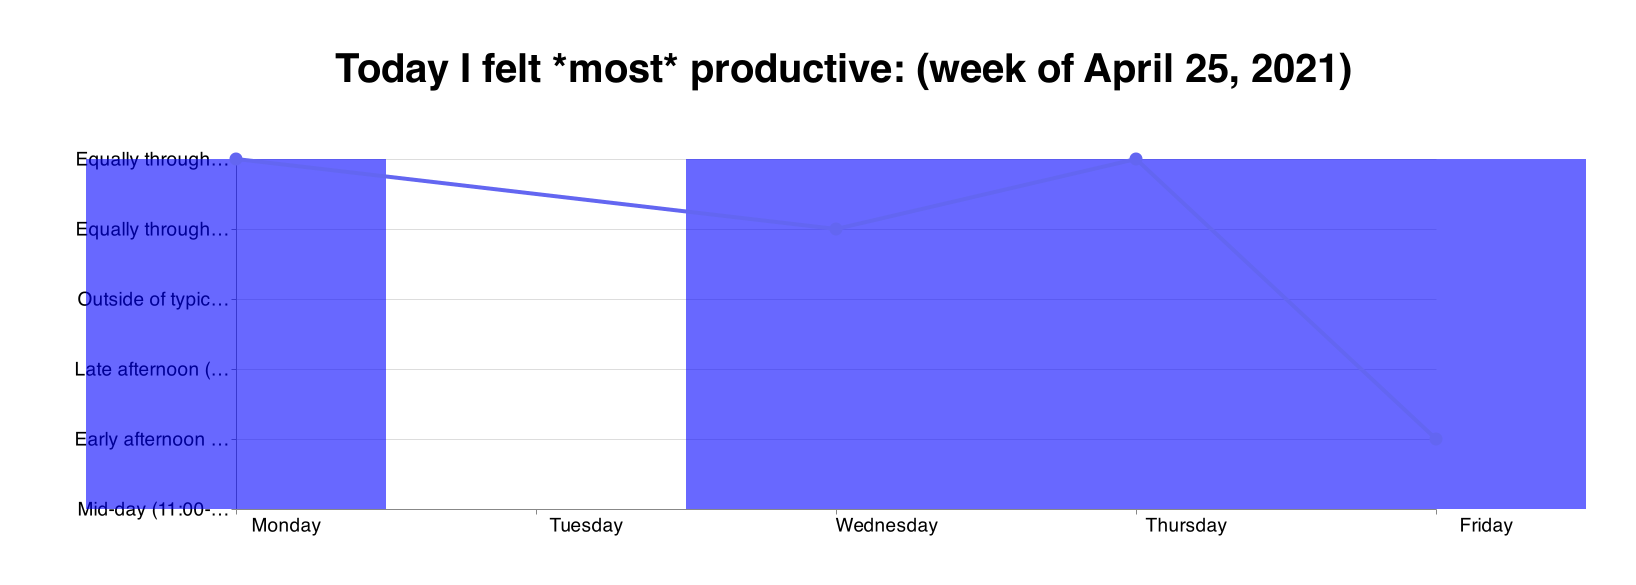 Today I felt *most* productive: (week of April 25, 2021)
Equally through…
Equally through…
Outside of typic…
Late afternoon (…
Early afternoon …
Mid-day (11:00-…
Monday Tuesday Wednesday Thursday Friday